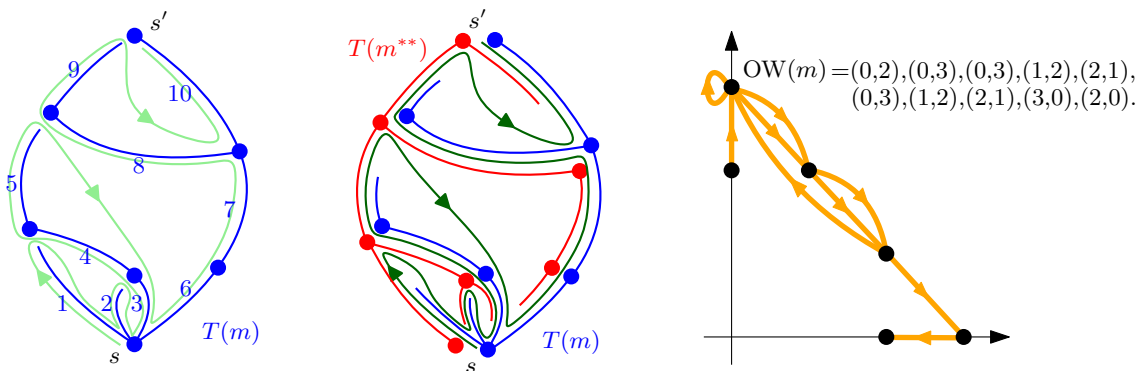 s′
9
10
8
5
7
4
6
1
2
3
T(m)
s
s′
T(m**)
T(m)
s
OW(m)=(0,2),(0,3),(0,3),(1,2),(2,1),
(0,3),(1,2),(2,1),(3,0),(2,0).